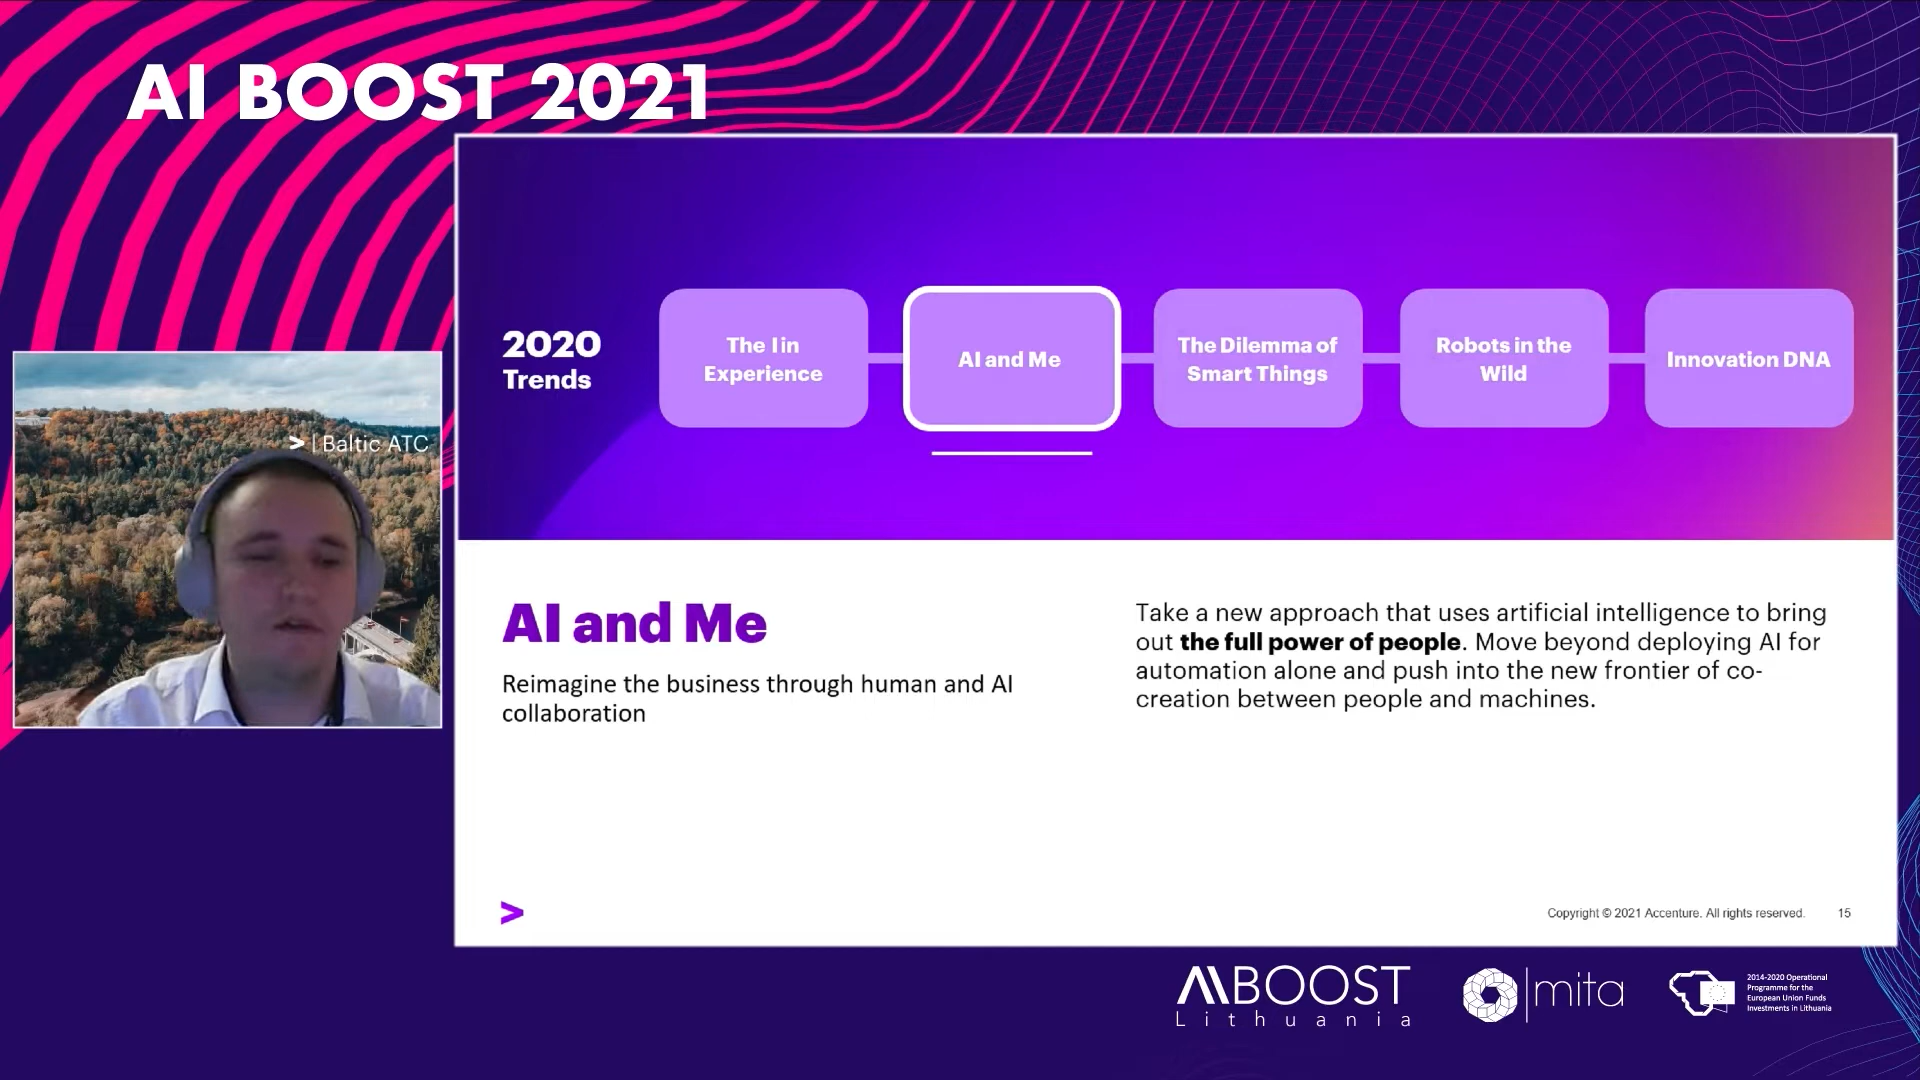 AI BOOST 2021
2020
Trends
The I in
Experience
AI and Me
The Dilemma of
Smart Things
Robots in the
Wild
Innovation DNA
> | Baltic ATC
AI and Me
Reimagine the business through human and AI
collaboration
Take a new approach that uses artificial intelligence to bring
out the full power of people. Move beyond deploying AI for
automation alone and push into the new frontier of co-
creation between people and machines.
>
Copyright © 2021 Accenture. All rights reserved.
15
AI BOOST
Lithuania
mita
2014-2020 Operational
Programme for the
European Union Funds
Investments in Lithuania